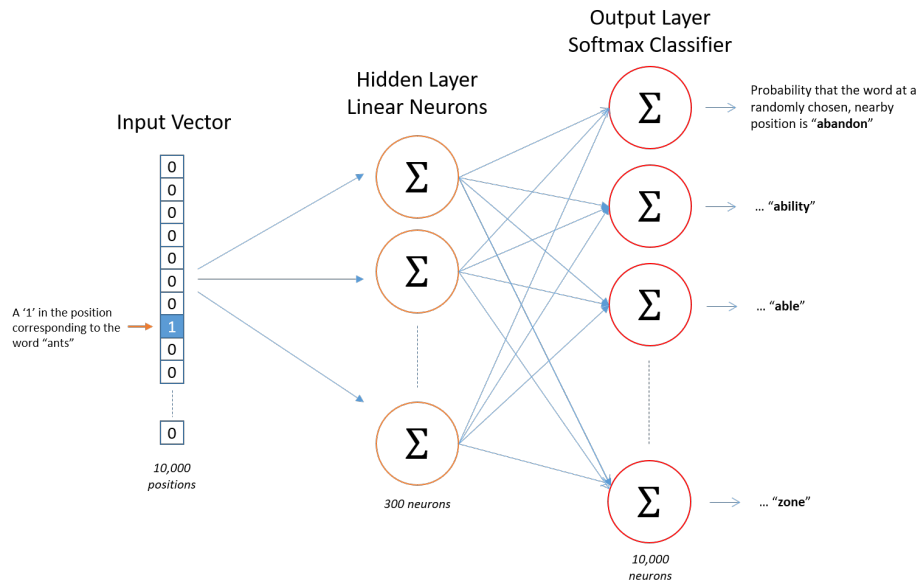 Output Layer
Softmax Classifier
Hidden Layer
Linear Neurons
Input Vector
0
0
0
0
0
0
0
1
0
0
0
A ‘1’ in the position
corresponding to the
word “ants”
10,000
positions
Σ
Σ
Σ
300 neurons
Σ
Σ
Σ
Σ
10,000
neurons
Probability that the word at a
randomly chosen, nearby
position is “abandon”
... “ability”
... “able”
... “zone”